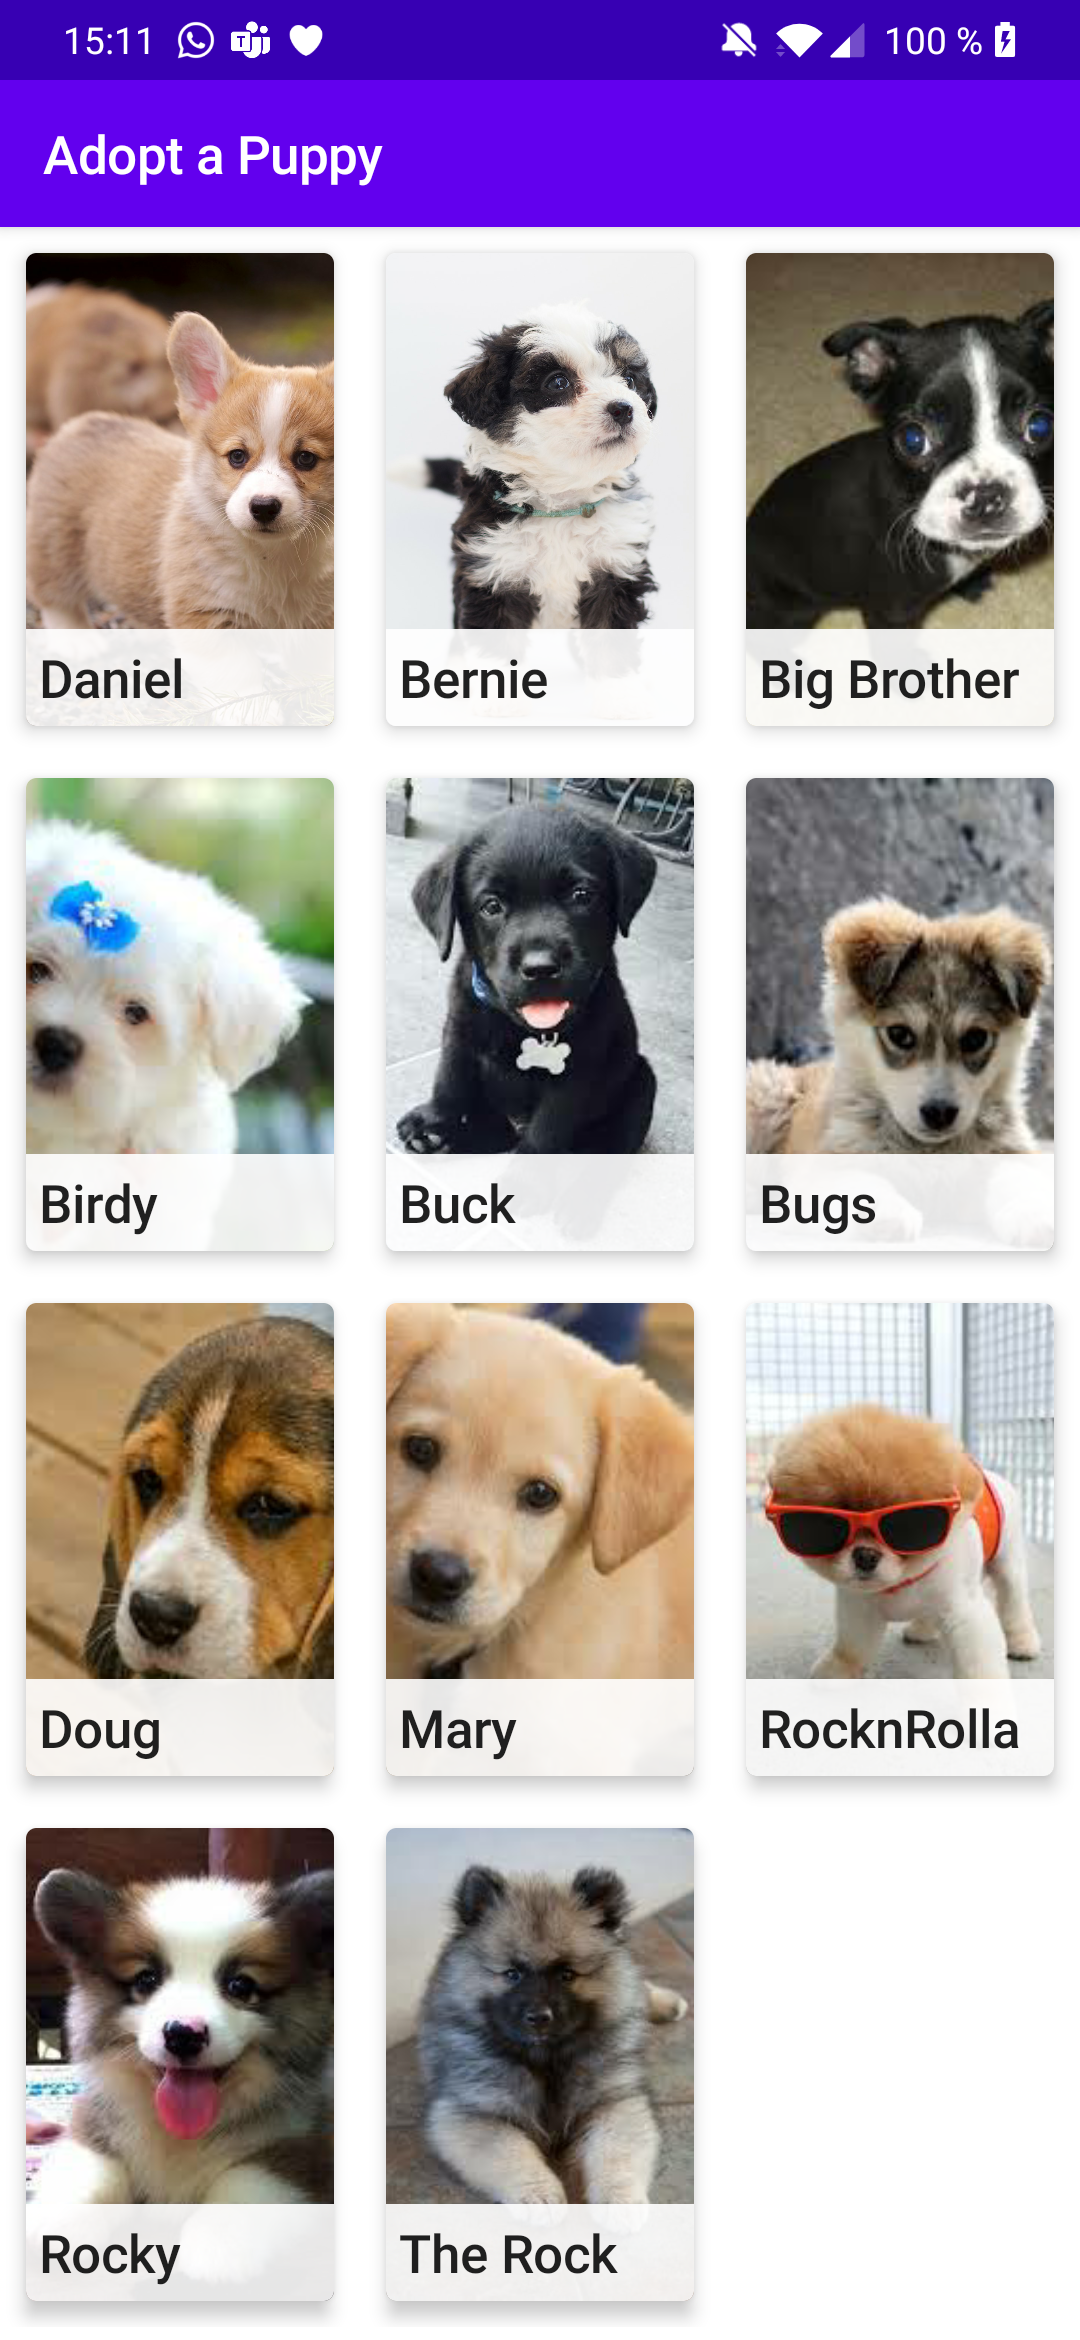 15:11 100 %
Adopt a Puppy
Daniel
Bernie
Big Brother
Birdy
Buck
Bugs
Doug
Mary
RocknRolla
Rocky
The Rock